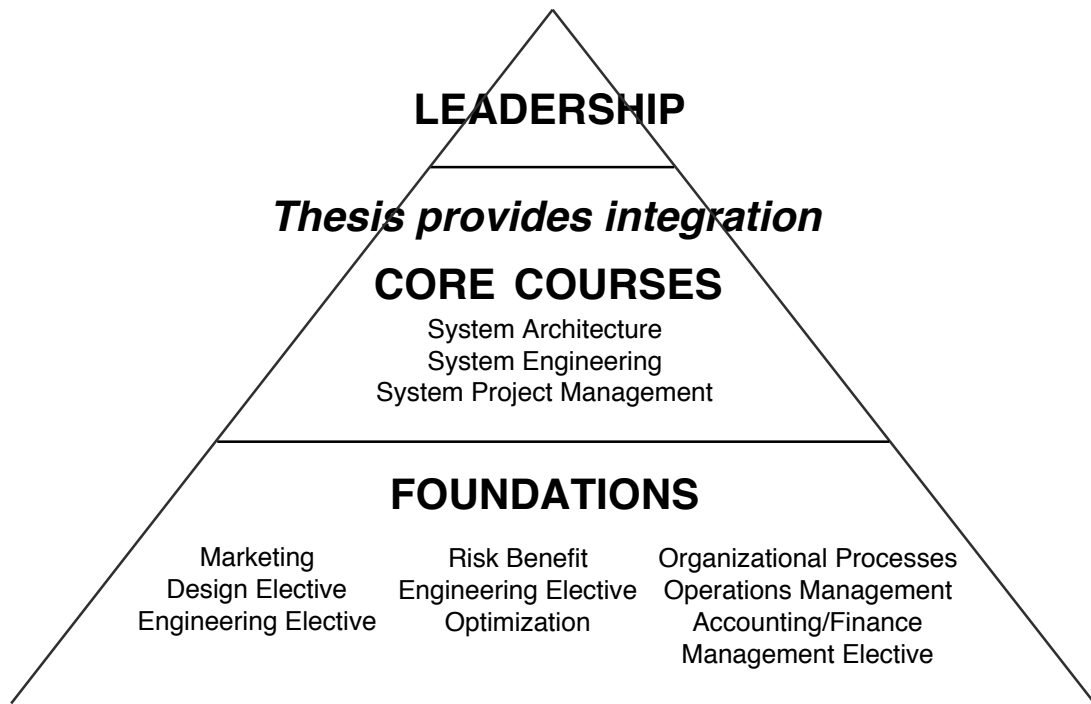 LEADERSHIP
Thesis provides integration
CORE COURSES
System Architecture
System Engineering
System Project Management
FOUNDATIONS
Marketing
Design Elective
Engineering Elective
Risk Benefit
Engineering Elective
Optimization
Organizational Processes
Operations Management
Accounting/Finance
Management Elective